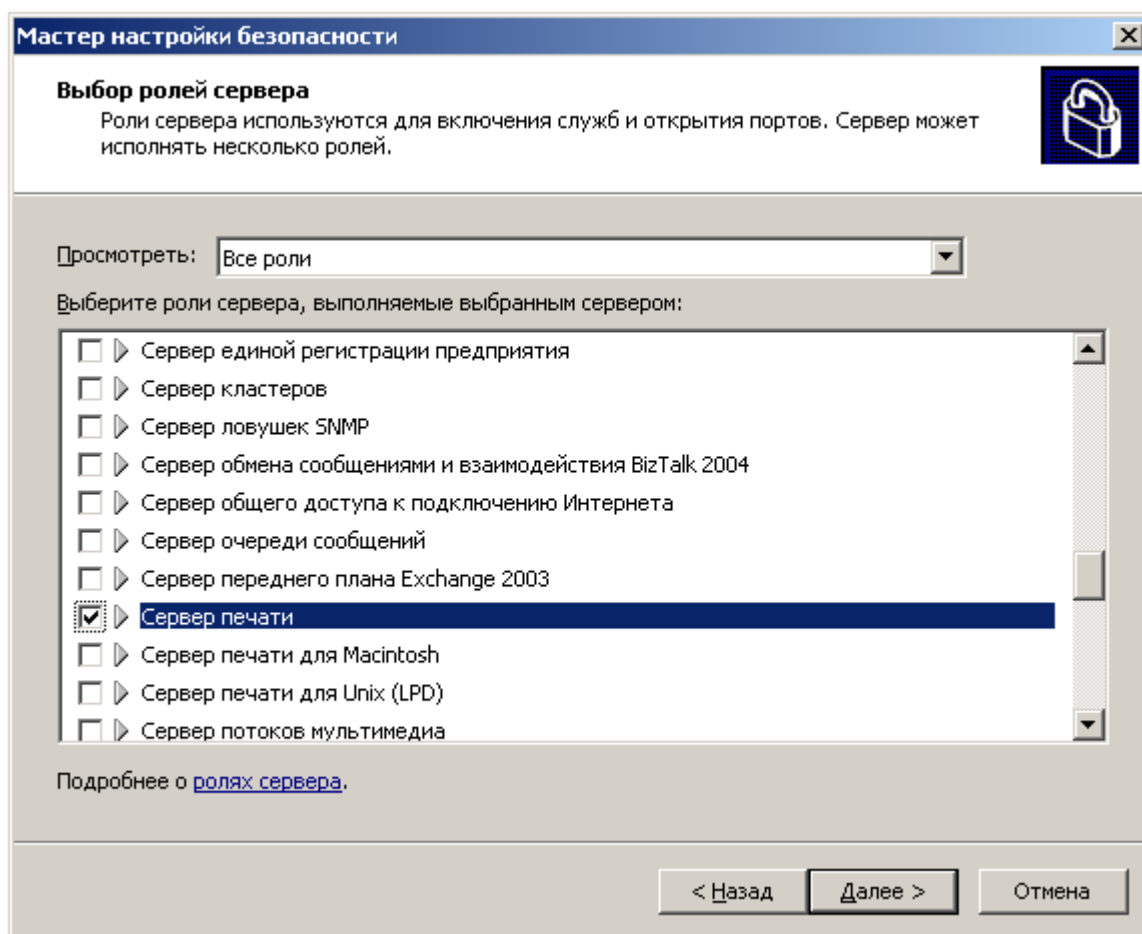 Мастер настройки безопасности
Выбор ролей сервера
Роли сервера используются для включения служб и открытия портов. Сервер может
исполнять несколько ролей.
Просмотреть: Все роли
Выберите роли сервера, выполняемые выбранным сервером:
Сервер единой регистрации предприятия
Сервер кластеров
Сервер ловушек SNMP
Сервер обмена сообщениями и взаимодействия BizTalk 2004
Сервер общего доступа к подключению Интернета
Сервер очереди сообщений
Сервер переднего плана Exchange 2003
Сервер печати
Сервер печати для Macintosh
Сервер печати для Unix (LPD)
Сервер потоков мультимедиа
Подробнее о ролях сервера.
< Назад Далее > Отмена